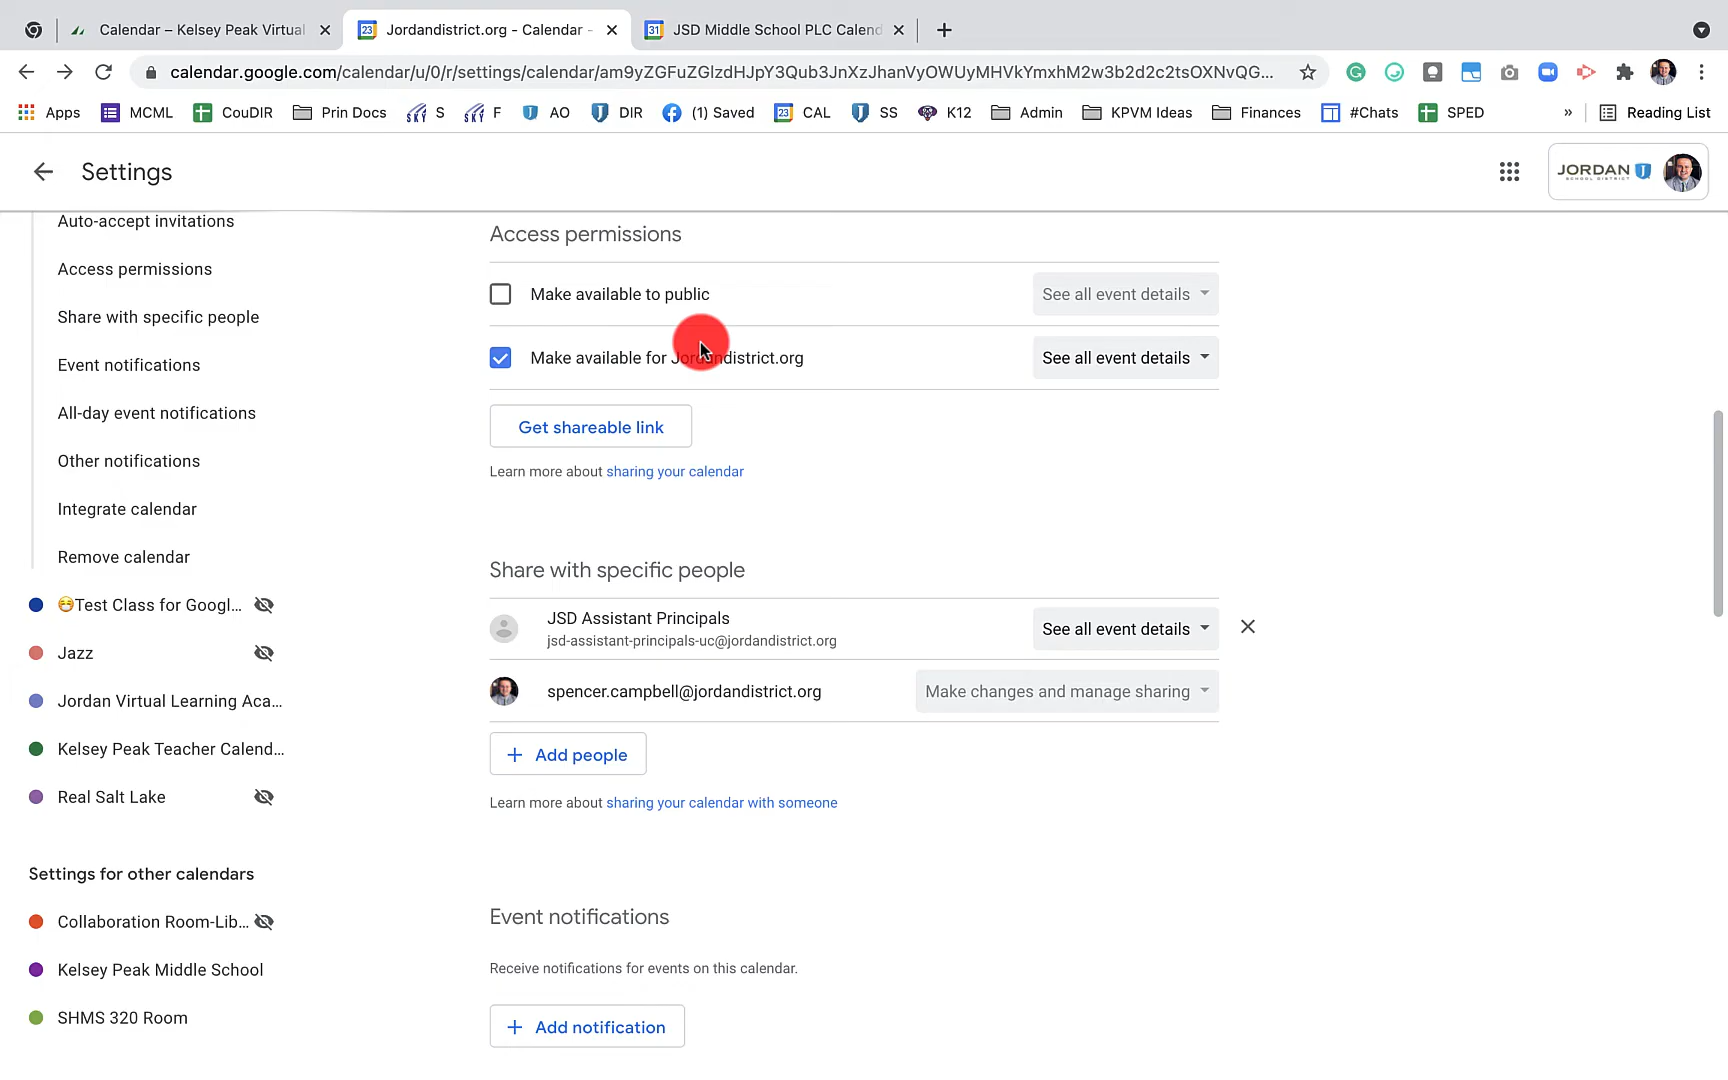 Calendar – Kelsey Peak Virtual
Jordandistrict.org - Calendar -
JSD Middle School PLC Calend
calendar.google.com/calendar/u/0/r/settings/calendar/am9yZGFuZGlzdHJpY3Qub3JnXzJhanVyOWUyMHVkYmxhM2w3b2d2c2tsOXNvQG...
Apps MCML CouDIR Prin Docs S F AO DIR (1) Saved CAL SS K12 Admin KPVM Ideas Finances #Chats SPED » Reading List
Settings
JORDAN
SCHOOL DISTRICT
Auto-accept invitations
Access permissions
Share with specific people
Event notifications
All-day event notifications
Other notifications
Integrate calendar
Remove calendar
😁Test Class for Googl...
Jazz
Jordan Virtual Learning Aca...
Kelsey Peak Teacher Calend...
Real Salt Lake
Settings for other calendars
Collaboration Room-Lib...
Kelsey Peak Middle School
SHMS 320 Room
Access permissions
Make available to public See all event details
Make available for Jordandistrict.org See all event details
Get shareable link
Learn more about sharing your calendar
Share with specific people
JSD Assistant Principals
jsd-assistant-principals-uc@jordandistrict.org
See all event details
spencer.campbell@jordandistrict.org Make changes and manage sharing
+ Add people
Learn more about sharing your calendar with someone
Event notifications
Receive notifications for events on this calendar.
+ Add notification